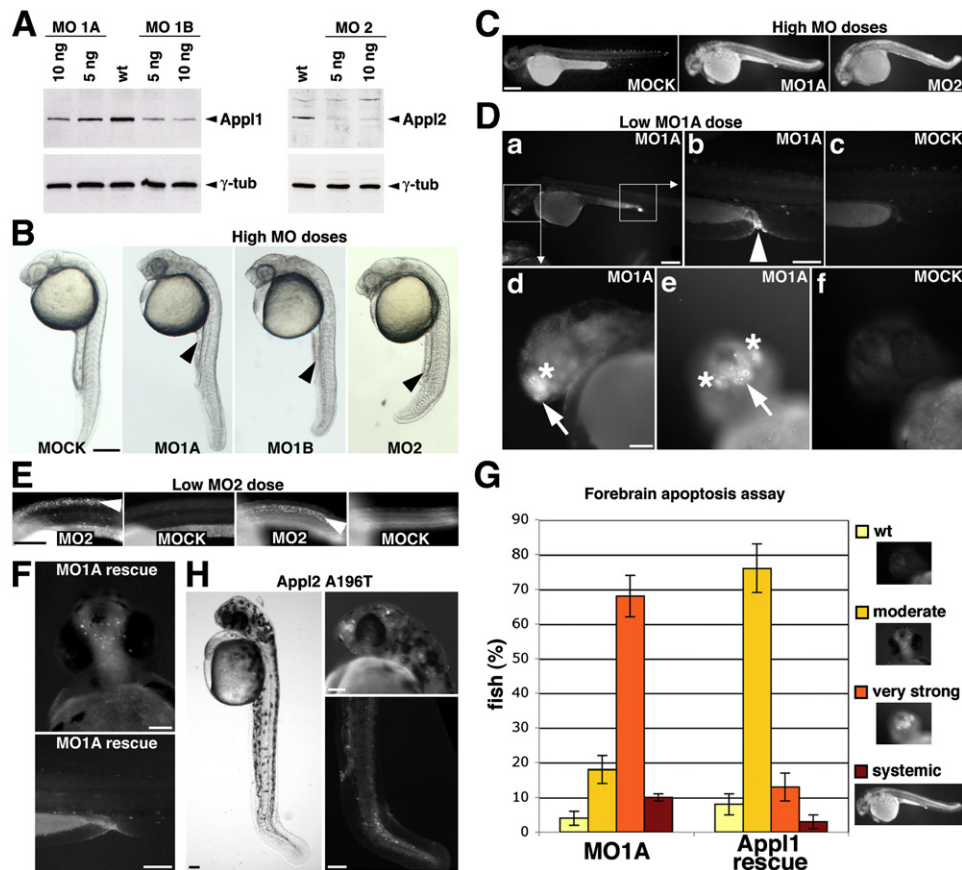 A
MO 1A
MO 1B
10 ng
5 ng
wt
5 ng
10 ng
Appl1
γ-tub
MO 2
wt
5 ng
10 ng
Appl2
γ-tub
B
High MO doses
MOCK
MO1A
MO1B
MO2
C
High MO doses
MOCK
MO1A
MO2
D
Low MO1A dose
a
MO1A
b
MO1A
c
MOCK
d
MO1A
*
e
MO1A
*
*
f
MOCK
E
Low MO2 dose
MO2
MOCK
MO2
MOCK
F
MO1A rescue
MO1A rescue
H
Appl2 A196T
G
Forebrain apoptosis assay
fish (%)
90
80
70
60
50
40
30
20
10
0
MO1A
Appl1
rescue
wt
moderate
very strong
systemic